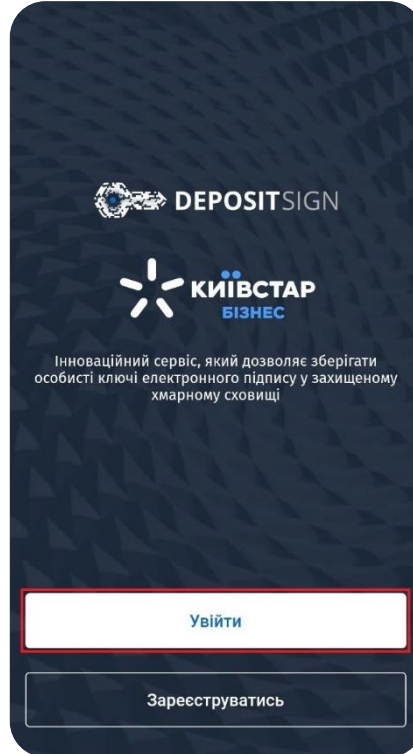 DEPOSITSIGN
КИЇВСТАР
БІЗНЕС
Інноваційний сервіс, який дозволяє зберігати
особисті ключі електронного підпису у захищеному
хмарному сховищі
Увійти
Зареєструватись